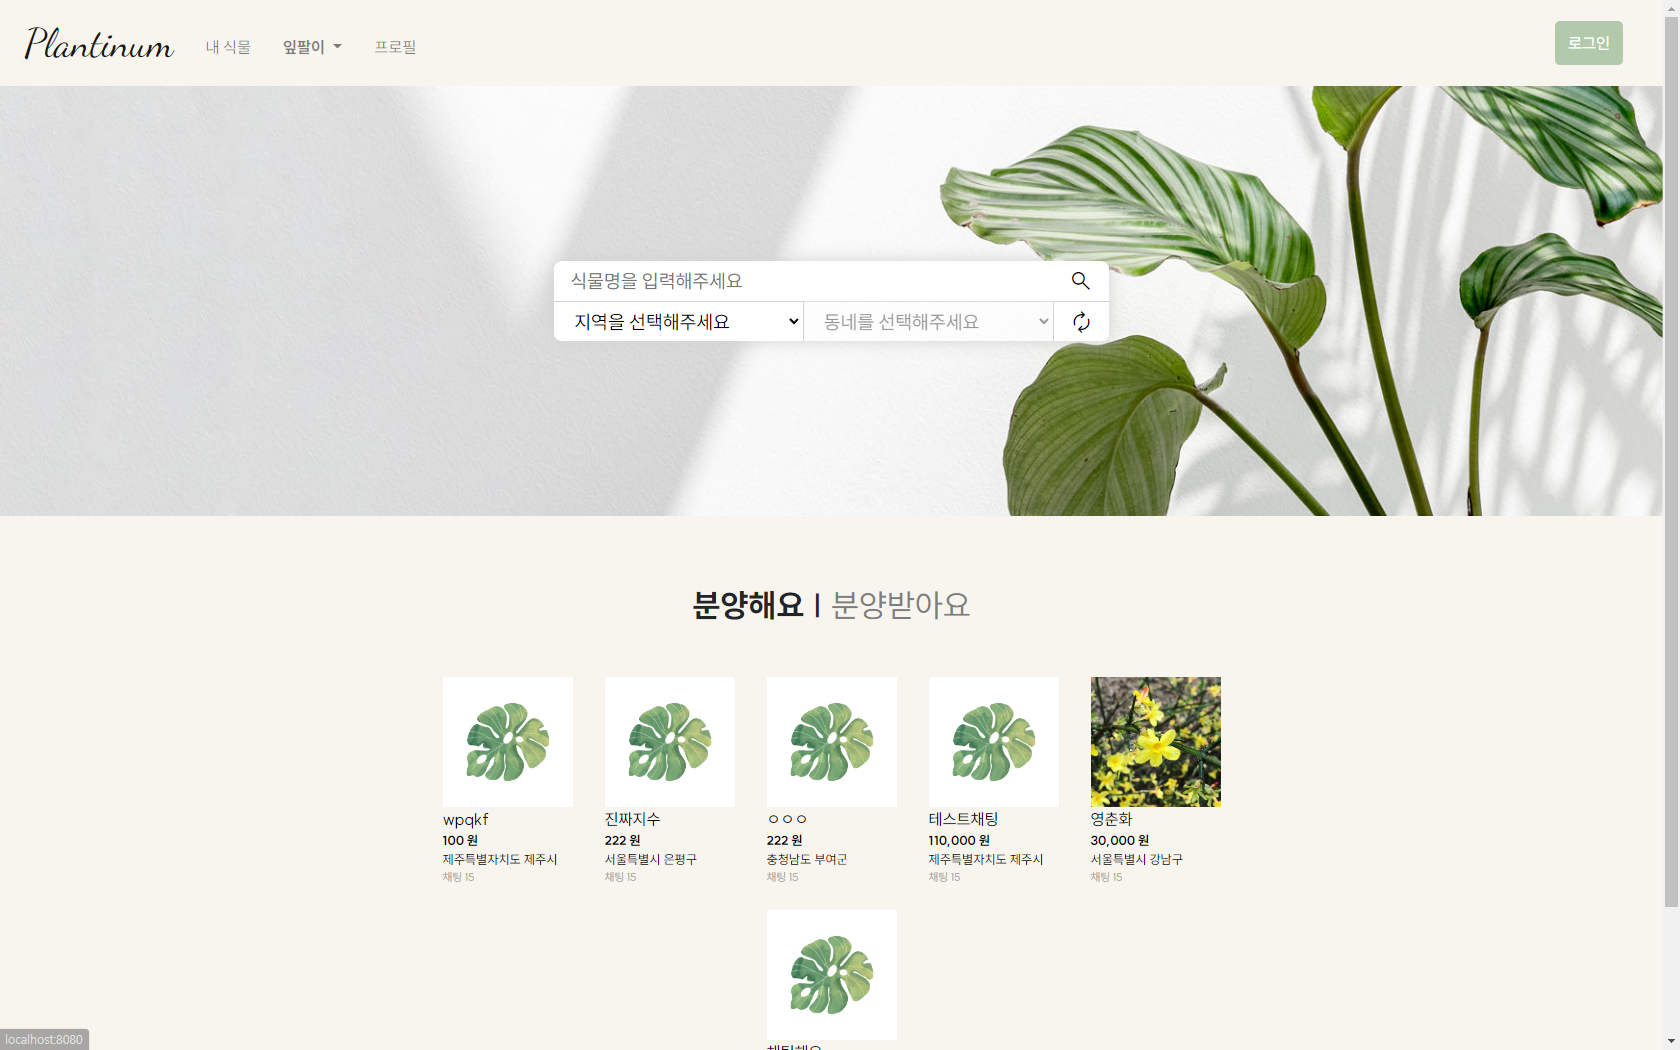 Plantinum 내 식물 잎팔이 프로필 로그인
식물명을 입력해주세요
지역을 선택해주세요 동네를 선택해주세요
분양해요 | 분양받아요
wpqkf 진짜지수 ㅇㅇㅇ 테스트채팅 영춘화
100 원 222 원 222 원 110,000 원 30,000 원
제주특별자치도 제주시 서울특별시 은평구 충청남도 부여군 제주특별자치도 제주시 서울특별시 강남구
채팅 15 채팅 15 채팅 15 채팅 15 채팅 15
localhost:8080